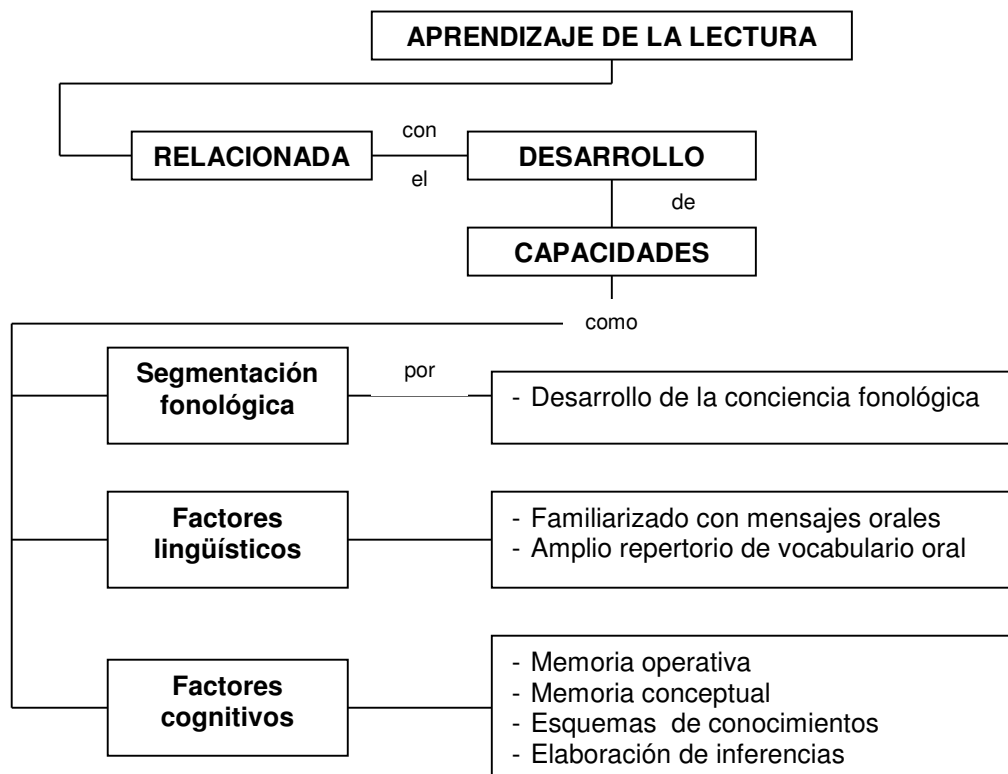 APRENDIZAJE DE LA LECTURA
RELACIONADA
con
el
DESARROLLO
de
CAPACIDADES
como
Segmentación
fonológica
por
- Desarrollo de la conciencia fonológica
Factores
lingüísticos
- Familiarizado con mensajes orales
- Amplio repertorio de vocabulario oral
Factores
cognitivos
- Memoria operativa
- Memoria conceptual
- Esquemas de conocimientos
- Elaboración de inferencias